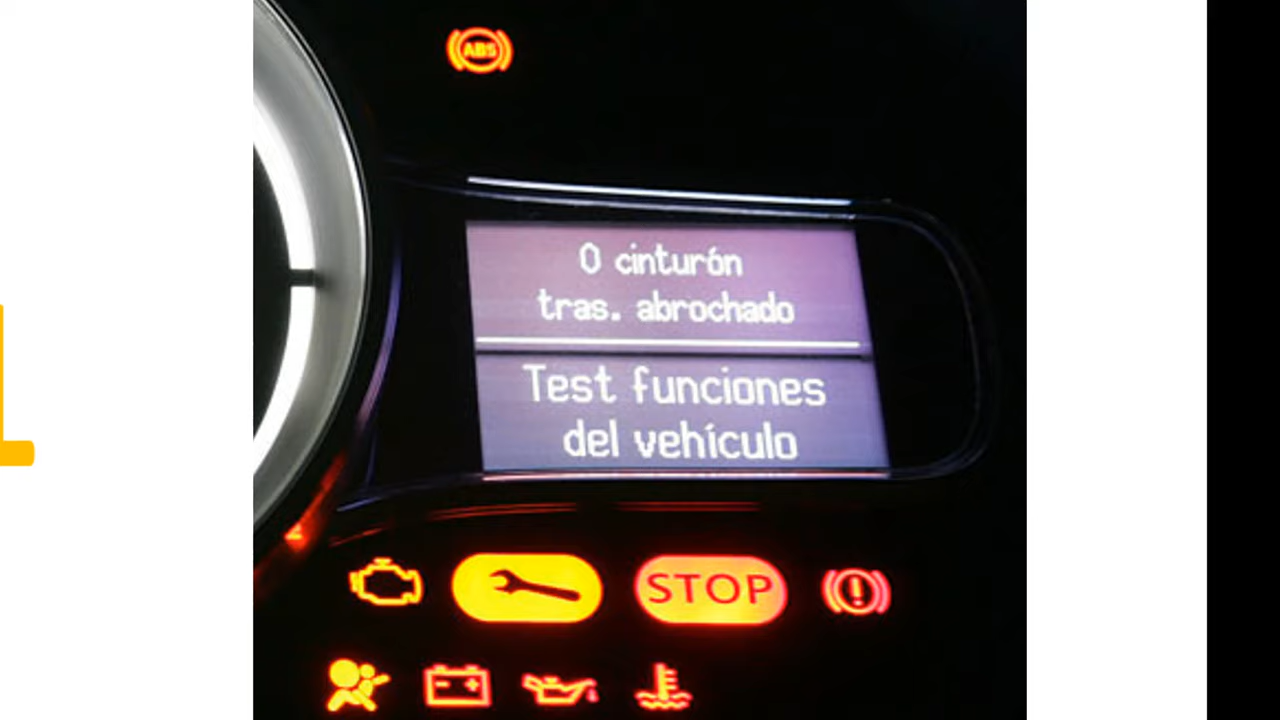 ABS
0 cinturón
tras. abrochado
Test funciones
del vehículo
STOP